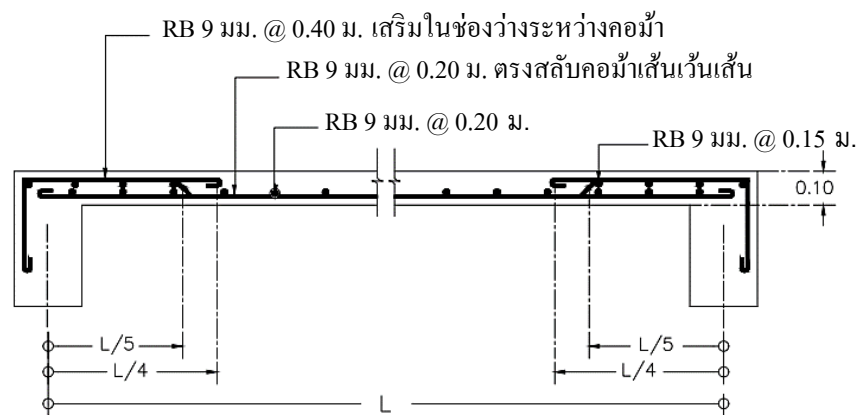 RB 9 มม. @ 0.40 ม. เสริมในช่องว่างระหว่างคอม้า
RB 9 มม. @ 0.20 ม. ตรงสลับคอม้าเส้นเว้นเส้น
RB 9 มม. @ 0.20 ม.
RB 9 มม. @ 0.15 ม.
0.10
L/5
L/5
L/4
L/4
L